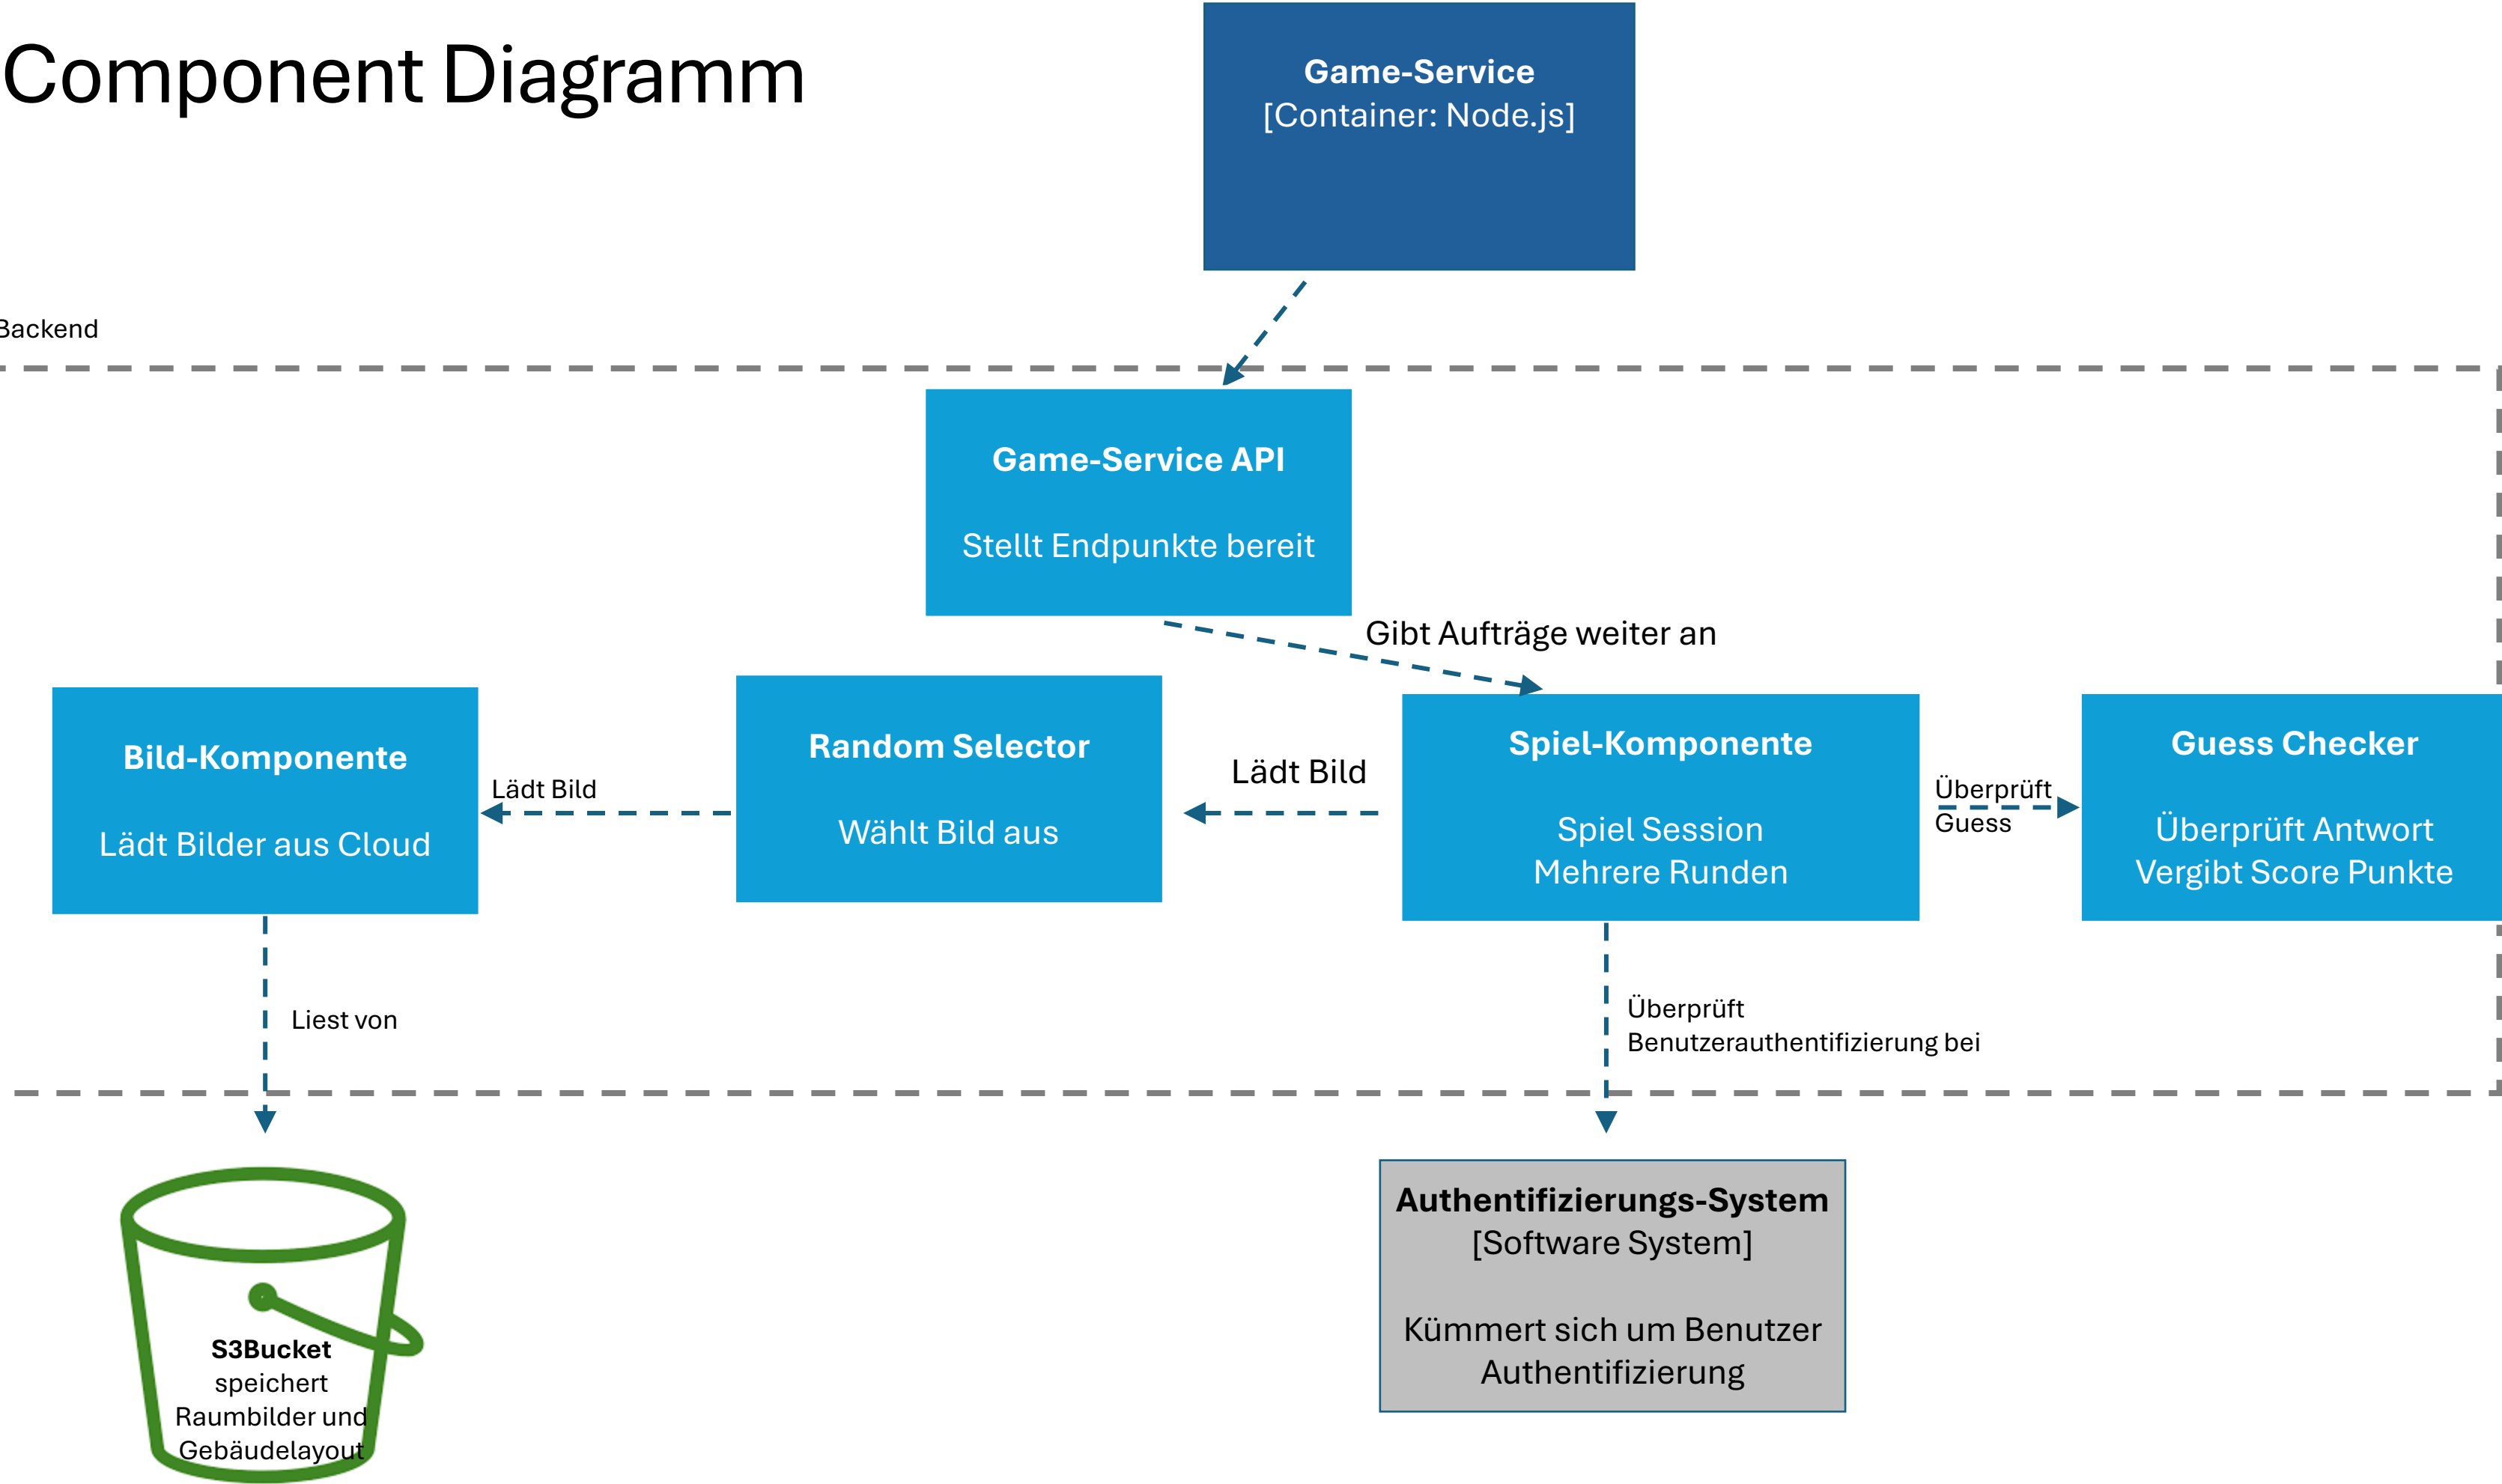 Component Diagramm
Game-Service
[Container: Node.js]
Backend
Game-Service API
Stellt Endpunkte bereit
Gibt Aufträge weiter an
Bild-Komponente
Lädt Bilder aus Cloud
Lädt Bild
Random Selector
Wählt Bild aus
Lädt Bild
Spiel-Komponente
Spiel Session
Mehrere Runden
Überprüft
Guess
Guess Checker
Überprüft Antwort
Vergibt Score Punkte
Liest von
Überprüft
Benutzerauthentifizierung bei
S3Bucket
speichert
Raumbilder und
Gebäudelayout
Authentifizierungs-System
[Software System]
Kümmert sich um Benutzer
Authentifizierung